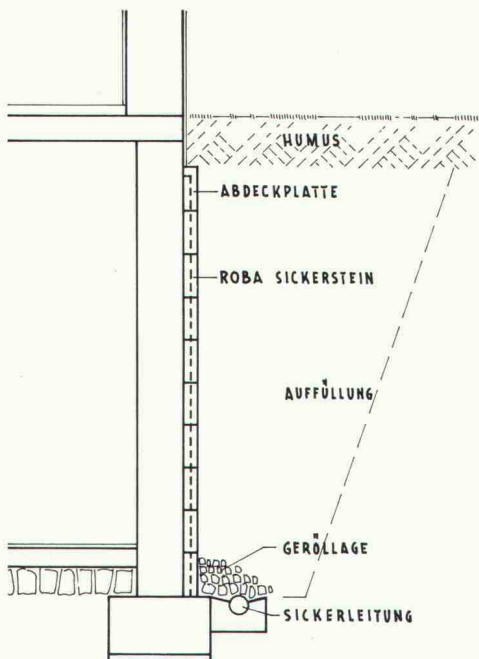 HUMUS
ABDECKPLATTE
ROBA SICKERSTEIN
AUFFÜLLUNG
GERÖLLAGE
SICKERLEITUNG